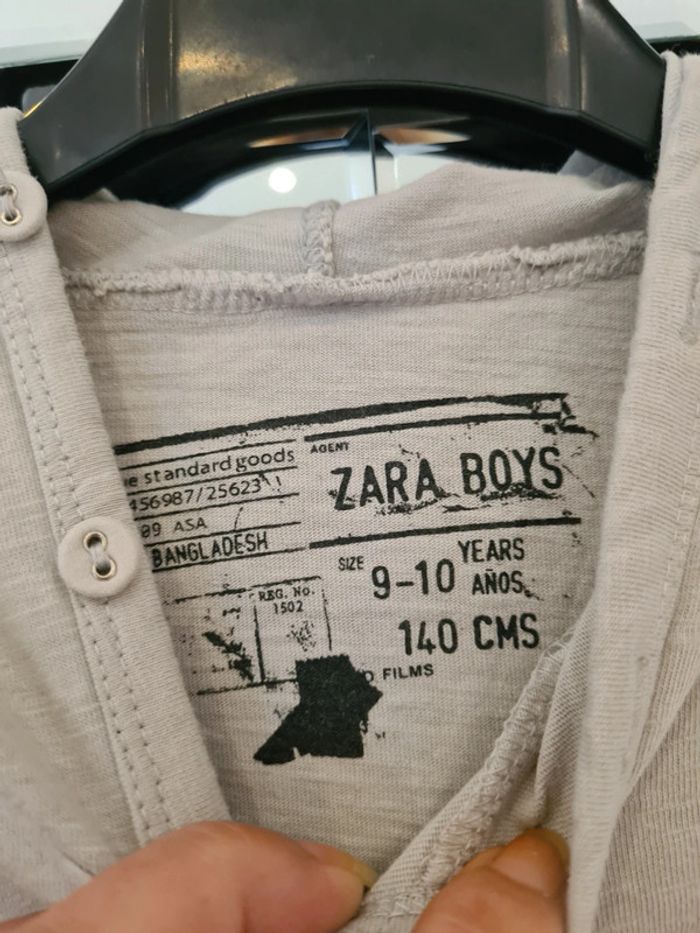 e standard goods
456987/25623
09 ASA
BANGLADESH
AGENT
ZARA BOYS
SIZE
9-10 YEARS
AÑOS
140 CMS
REG. No.
1502
FILMS